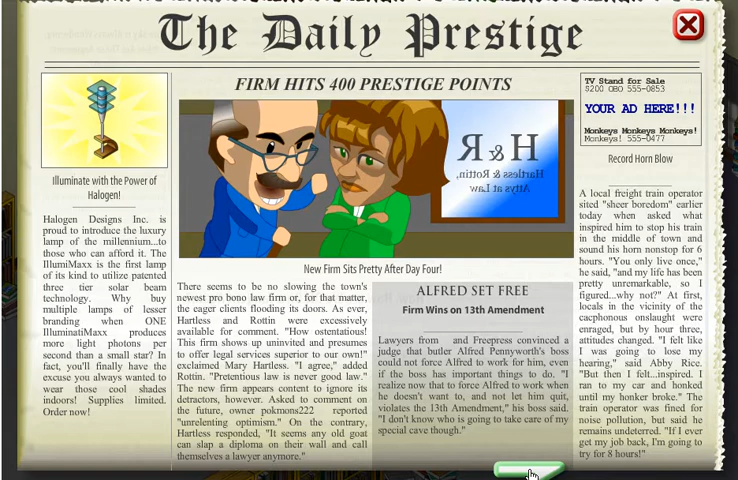 The Daily Prestige
FIRM HITS 400 PRESTIGE POINTS
Illuminate with the Power of
Halogen!
Halogen Designs Inc. is
proud to introduce the luxury
lamp of the millennium...to
those who can afford it. The
IllumiMaxx is the first lamp
of its kind to utilize patented
three tier solar beam
technology. Why buy
multiple lamps of lesser
branding when ONE
IlluminatiMaxx produces
more light photons per
second than a small star? In
fact, you'll finally have the
excuse you always wanted to
wear those cool shades
indoors! Supplies limited.
Order now!
H & R
Hartless & Rottin,
Attys at Law
New Firm Sits Pretty After Day Four!
There seems to be no slowing the town's
newest pro bono law firm or, for that matter,
the eager clients flooding its doors. As ever,
Hartless and Rottin were excessively
available for comment. "How ostentatious!
This firm shows up uninvited and presumes
to offer legal services superior to our own!"
exclaimed Mary Hartless. "I agree," added
Rottin. "Pretentious law is never good law."
The new firm appears content to ignore its
detractors, however. Asked to comment on
the future, owner pokmons222 reported
"unrelenting optimism." On the contrary,
Hartless responded, "It seems any old goat
can slap a diploma on their wall and call
themselves a lawyer anymore."
ALFRED SET FREE
Firm Wins on 13th Amendment
Lawyers from and Freepress convinced a
judge that butler Alfred Pennyworth's boss
could not force Alfred to work for him, even
if the boss has important things to do. "I
realize now that to force Alfred to work when
he doesn't want to, and not let him quit,
violates the 13th Amendment," his boss said.
"I don't know who is going to take care of my
special cave though."
TV Stand for Sale
$200 OBO 555-0853
YOUR AD HERE!!!
Monkeys Monkeys Monkeys!
Monkeys! 555-0477
Record Horn Blow
A local freight train operator
sited "sheer boredom" earlier
today when asked what
inspired him to stop his train
in the middle of town and
sound his horn nonstop for 6
hours. "You only live once,"
he said, "and my life has been
pretty unremarkable, so I
figured...why not?" At first,
locals in the vicinity of the
cacphonous onslaught were
enraged, but by hour three,
attitudes changed. "I felt like
I was going to lose my
hearing," said Abby Rice.
"But then I felt...inspired. I
ran to my car and honked
until my honker broke." The
train operator was fined for
noise pollution, but said he
remains undeterred. "If I ever
get my job back, I'm going to
try for 8 hours!"